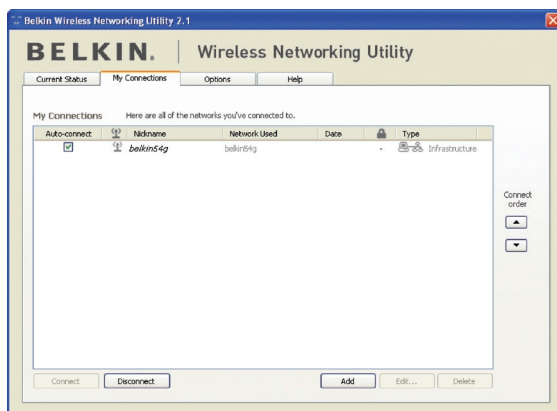 Belkin Wireless Networking Utility 2.1
BELKIN. Wireless Networking Utility
Current Status My Connections Options Help
My Connections Here are all of the networks you've connected to.
Auto-connect Nickname Network Used Date Type
belkin54g belkin54g - Infrastructure
Connect
order
Connect Disconnect Add Edit... Delete